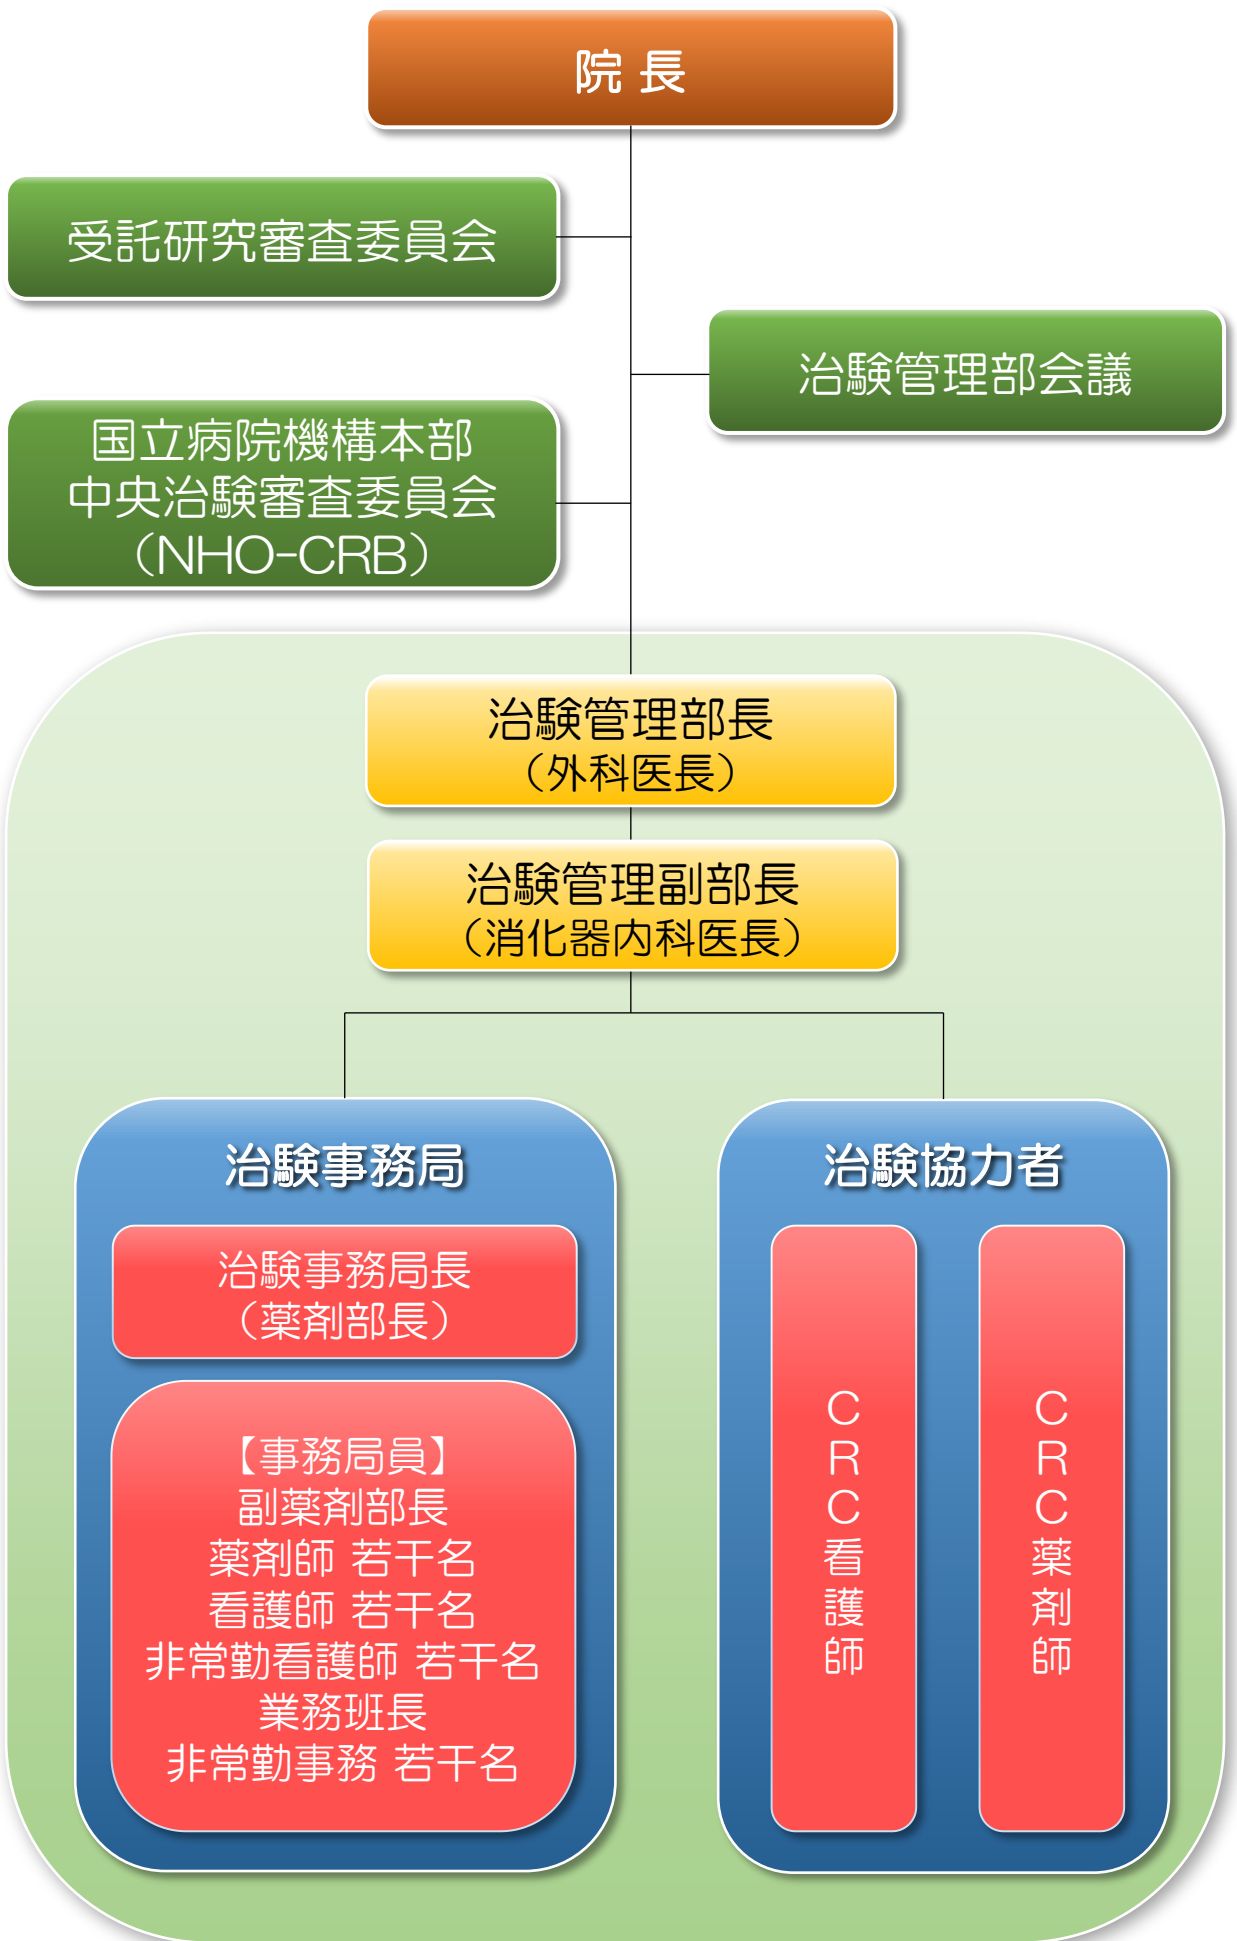 院 長
受託研究審査委員会
治験管理部会議
国立病院機構本部
中央治験審査委員会
（NHO-CRB）
治験管理部長
（外科医長）
治験管理副部長
（消化器内科医長）
治験事務局
治験事務局長
（薬剤部長）
【事務局員】
副薬剤部長
薬剤師 若干名
看護師 若干名
非常勤看護師 若干名
業務班長
非常勤事務 若干名
治験協力者
ＣＲＣ看護師
ＣＲＣ薬剤師